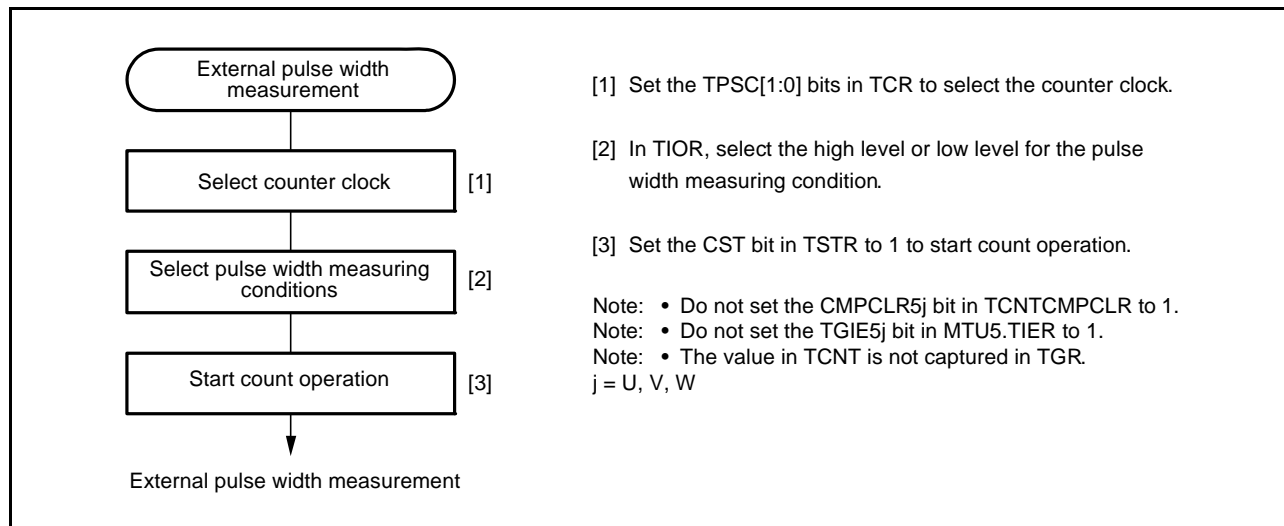 External pulse width
measurement
Select counter clock
[1]
Select pulse width measuring
conditions
[2]
Start count operation
[3]
External pulse width measurement
[1] Set the TPSC[1:0] bits in TCR to select the counter clock.
[2] In TIOR, select the high level or low level for the pulse
width measuring condition.
[3] Set the CST bit in TSTR to 1 to start count operation.
Note: • Do not set the CMPCLR5j bit in TCNTCMPCLR to 1.
Note: • Do not set the TGIE5j bit in MTU5.TIER to 1.
Note: • The value in TCNT is not captured in TGR.
j = U, V, W